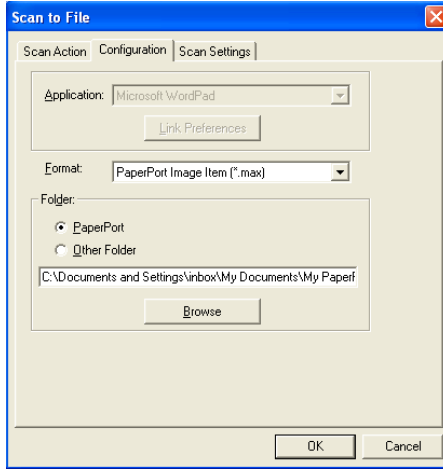 Scan to File
Scan Action Configuration Scan Settings
Application: Microsoft WordPad
Link Preferences
Format: PaperPort Image Item (*.max)
Folder:
PaperPort
Other Folder
C:\Documents and Settings\inbox\My Documents\My PaperF
Browse
OK Cancel